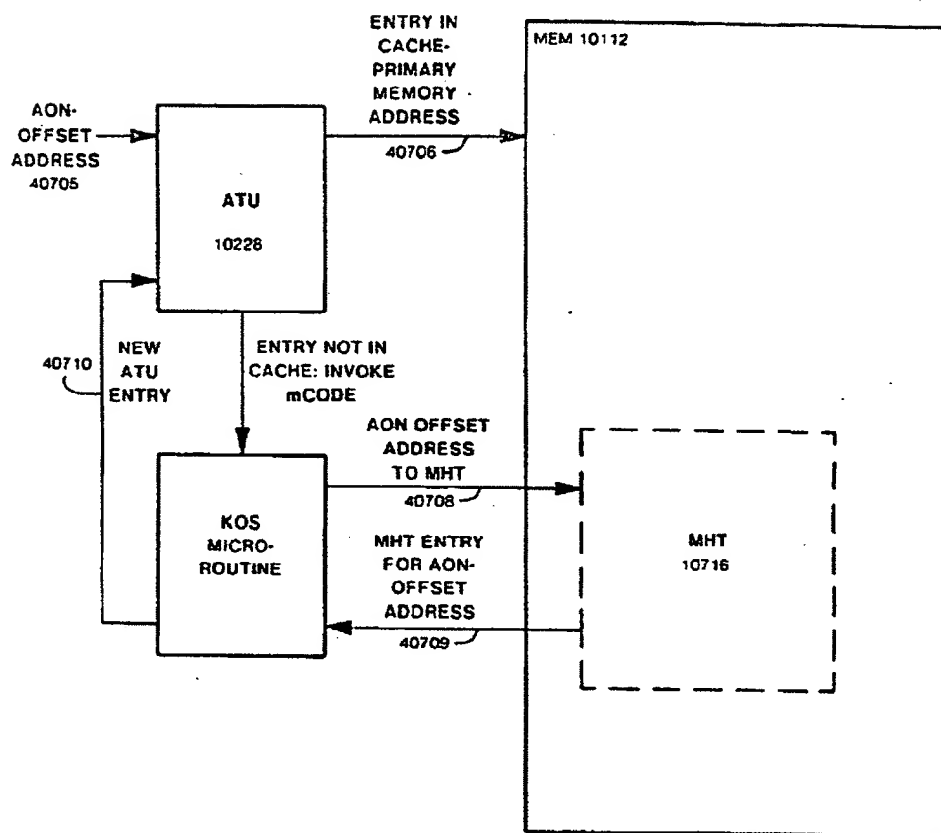 ENTRY IN
CACHE-
PRIMARY
MEMORY
ADDRESS
40706
MEM 10112
AON-
OFFSET
ADDRESS
40705
ATU
10228
40710
NEW
ATU
ENTRY
ENTRY NOT IN
CACHE: INVOKE
mCODE
AON OFFSET
ADDRESS
TO MHT
40708
KOS
MICRO-
ROUTINE
MHT ENTRY
FOR AON-
OFFSET
ADDRESS
40709
MHT
10716